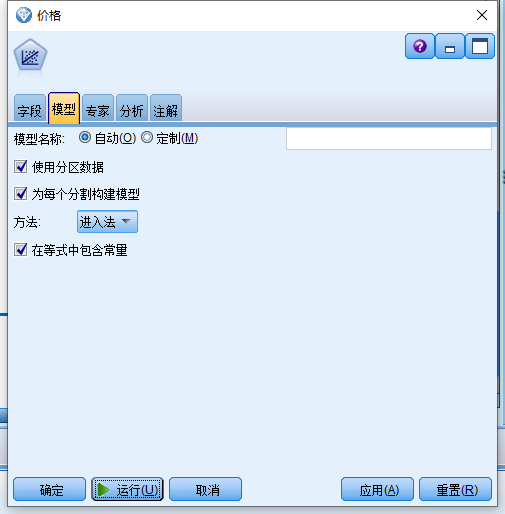 价格
字段 模型 专家 分析 注解
模型名称: 自动(O) 定制(M)
使用分区数据
为每个分割构建模型
方法: 进入法
在等式中包含常量
确定 运行(U) 取消 应用(A) 重置(R)